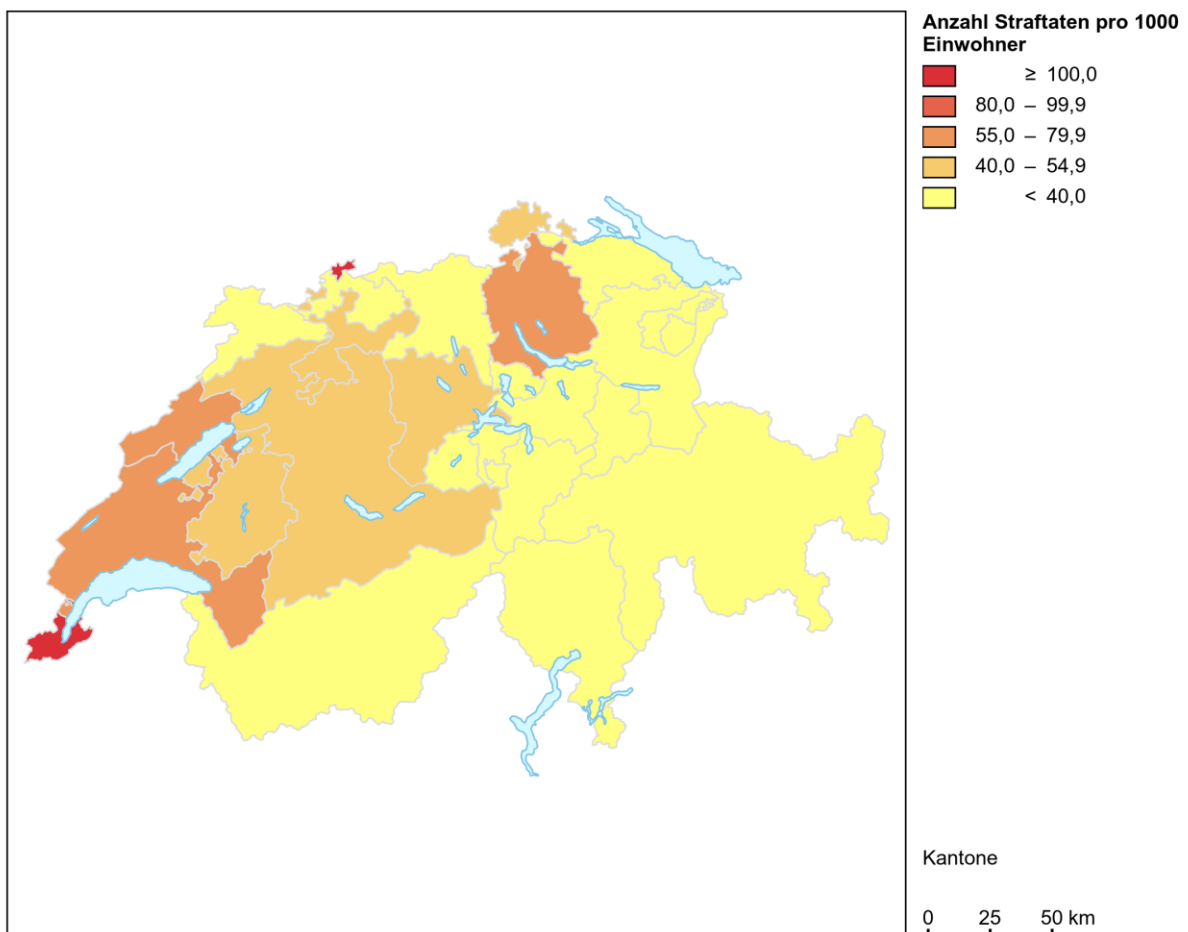 Anzahl Straftaten pro 1000
Einwohner
≥ 100,0
80,0 – 99,9
55,0 – 79,9
40,0 – 54,9
< 40,0
Kantone
0 25 50 km